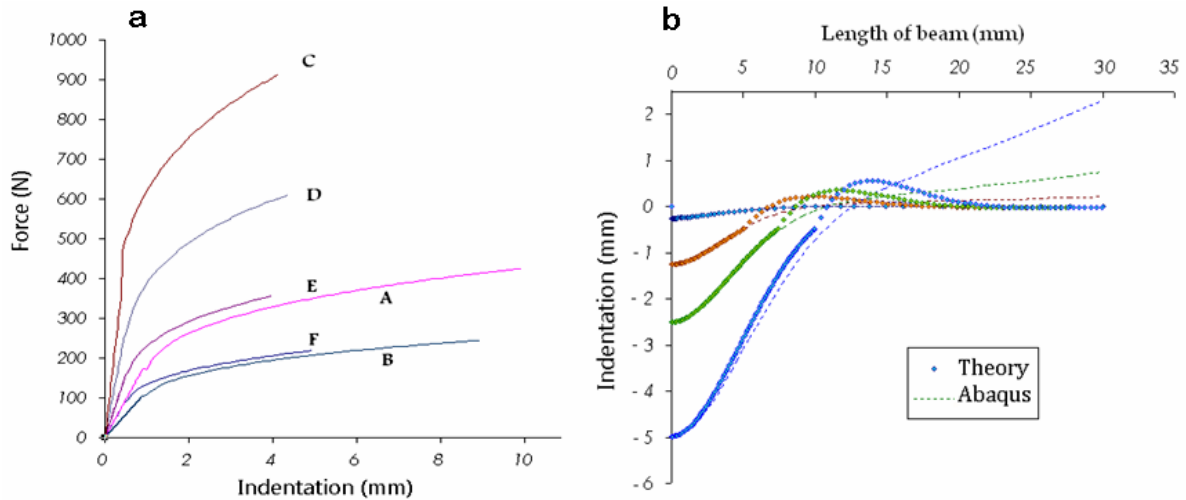 a
Force (N)
1000
900
800
700
600
500
400
300
200
100
0
C
D
E
A
F
B
0 2 4 6 8 10
Indentation (mm)
b
Length of beam (mm)
0 5 10 15 20 25 30 35
Indentation (mm)
2
1
0
-1
-2
-3
-4
-5
-6
Theory
Abaqus